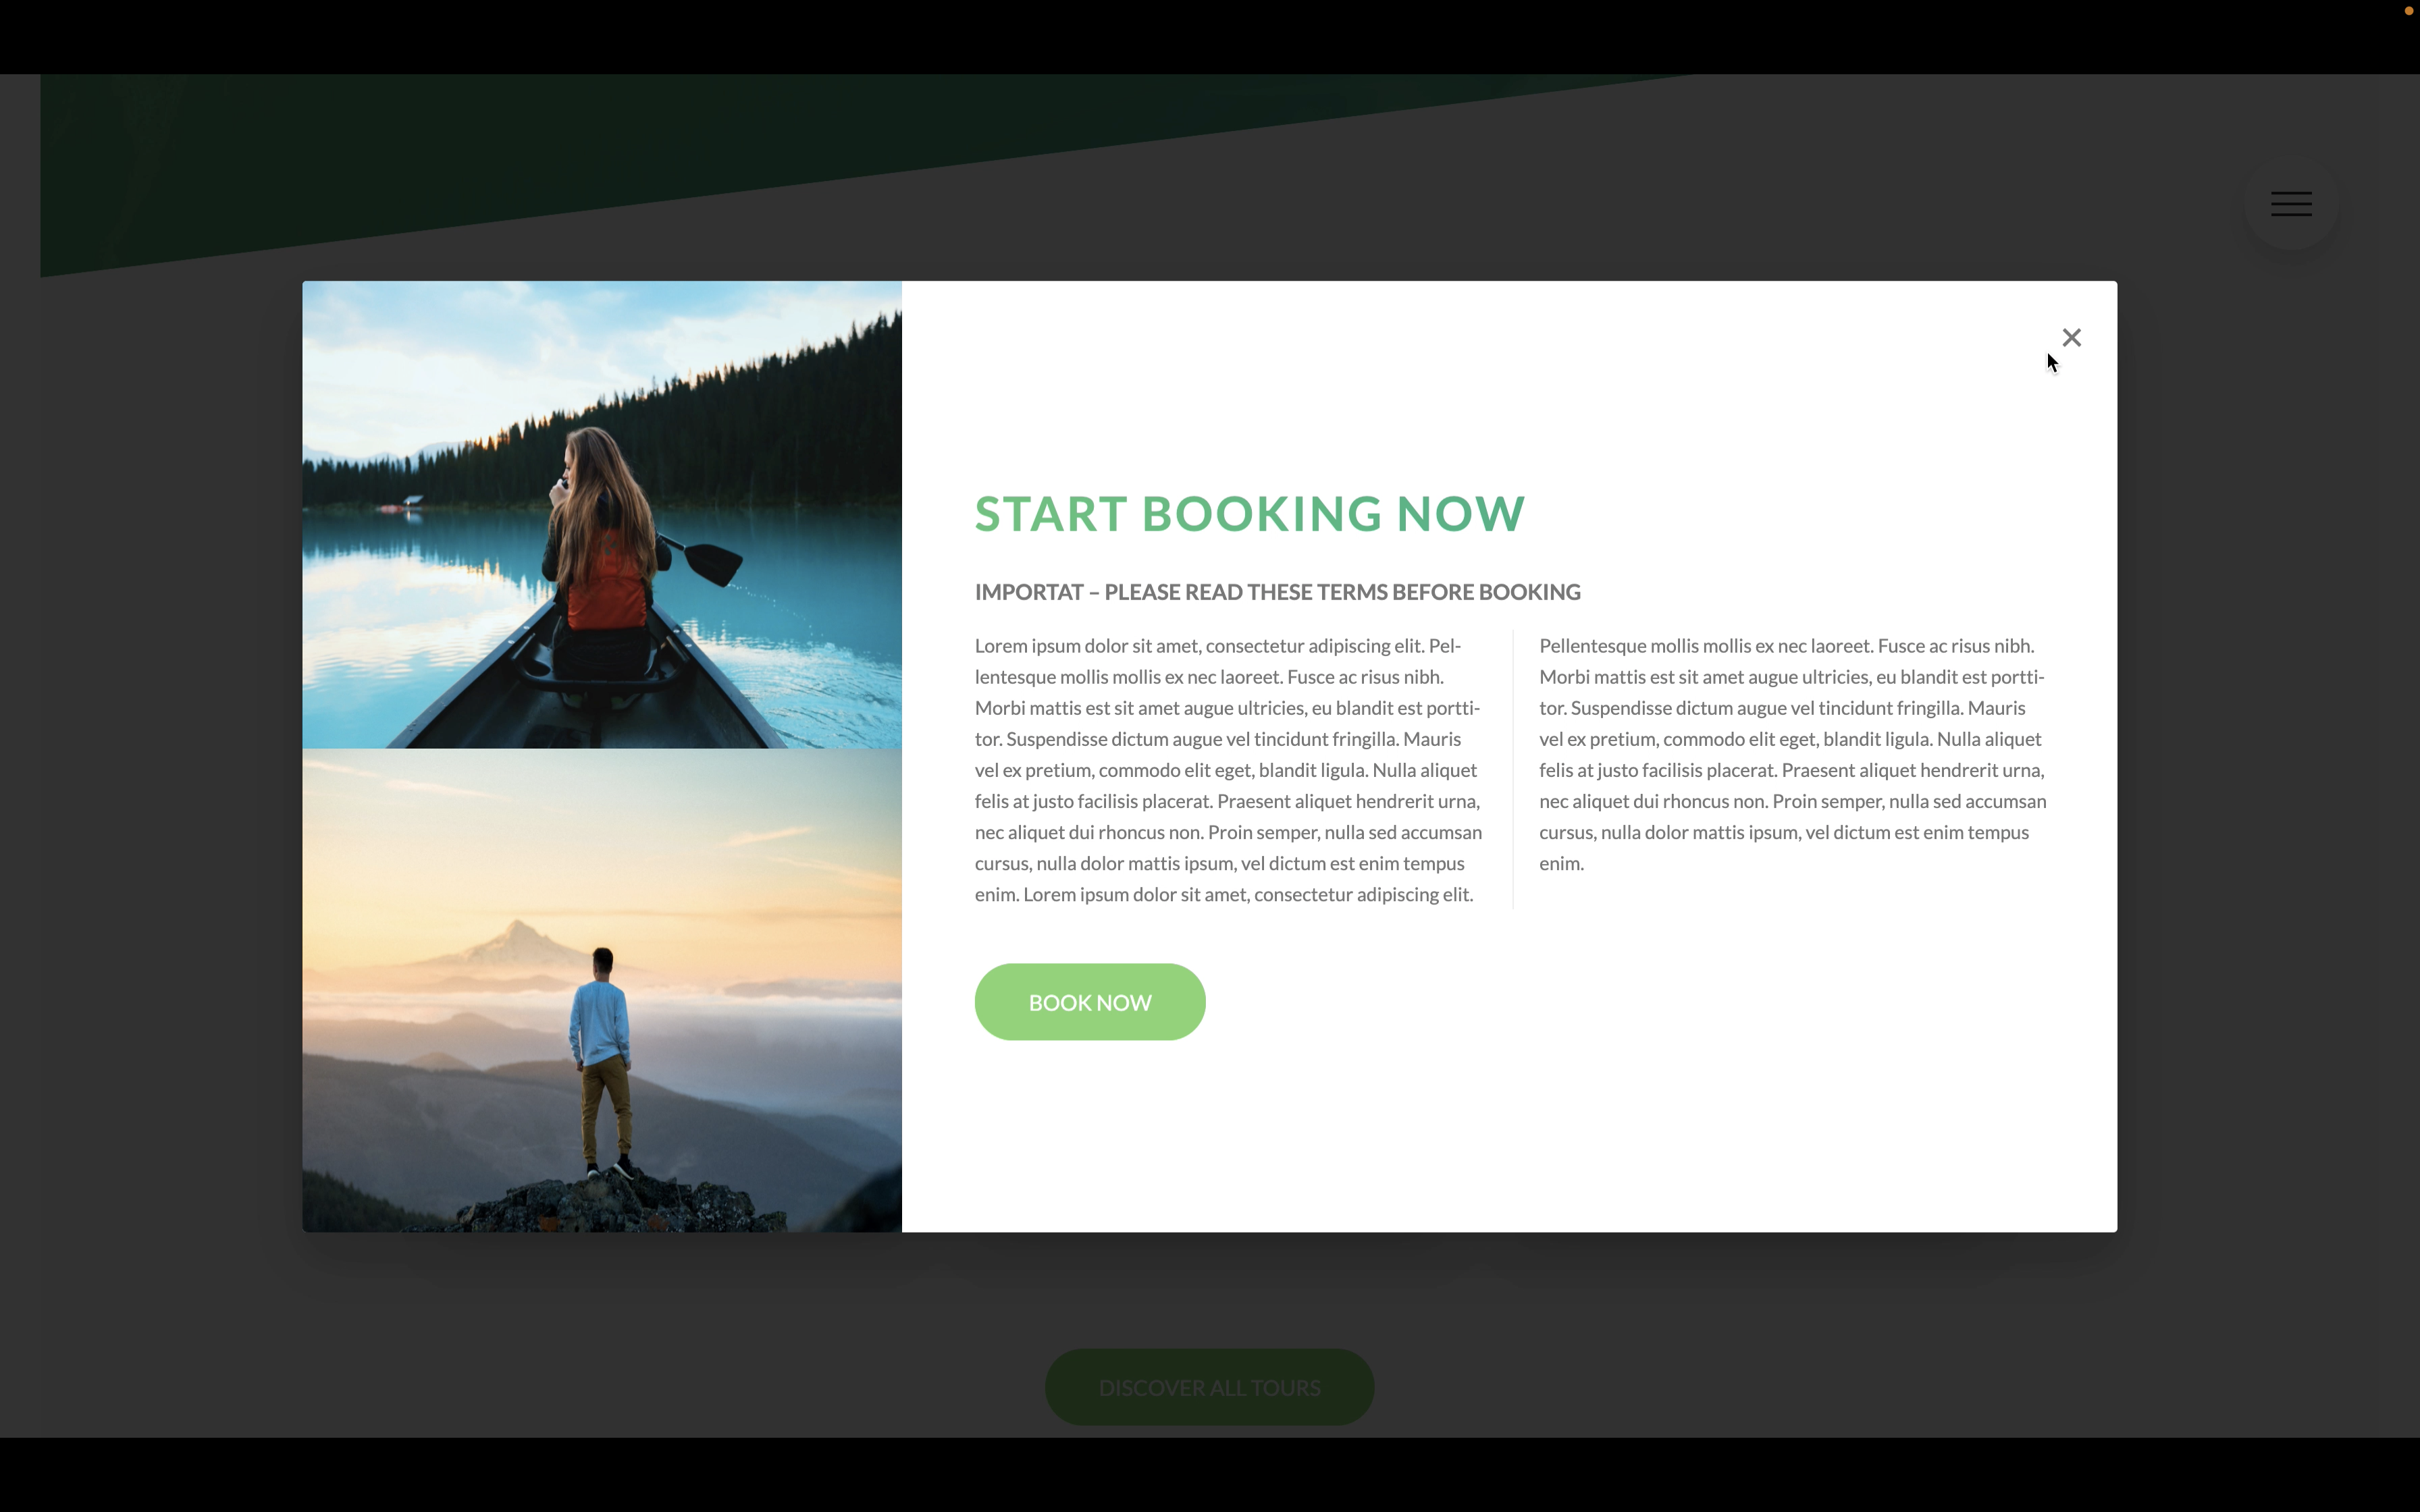 START BOOKING NOW
IMPORTAT – PLEASE READ THESE TERMS BEFORE BOOKING
Lorem ipsum dolor sit amet, consectetur adipiscing elit. Pel-
lentesque mollis mollis ex nec laoreet. Fusce ac risus nibh.
Morbi mattis est sit amet augue ultricies, eu blandit est portti-
tor. Suspendisse dictum augue vel tincidunt fringilla. Mauris
vel ex pretium, commodo elit eget, blandit ligula. Nulla aliquet
felis at justo facilisis placerat. Praesent aliquet hendrerit urna,
nec aliquet dui rhoncus non. Proin semper, nulla sed accumsan
cursus, nulla dolor mattis ipsum, vel dictum est enim tempus
enim. Lorem ipsum dolor sit amet, consectetur adipiscing elit.
Pellentesque mollis mollis ex nec laoreet. Fusce ac risus nibh.
Morbi mattis est sit amet augue ultricies, eu blandit est portti-
tor. Suspendisse dictum augue vel tincidunt fringilla. Mauris
vel ex pretium, commodo elit eget, blandit ligula. Nulla aliquet
felis at justo facilisis placerat. Praesent aliquet hendrerit urna,
nec aliquet dui rhoncus non. Proin semper, nulla sed accumsan
cursus, nulla dolor mattis ipsum, vel dictum est enim tempus
enim.
BOOK NOW
DISCOVER ALL TOURS